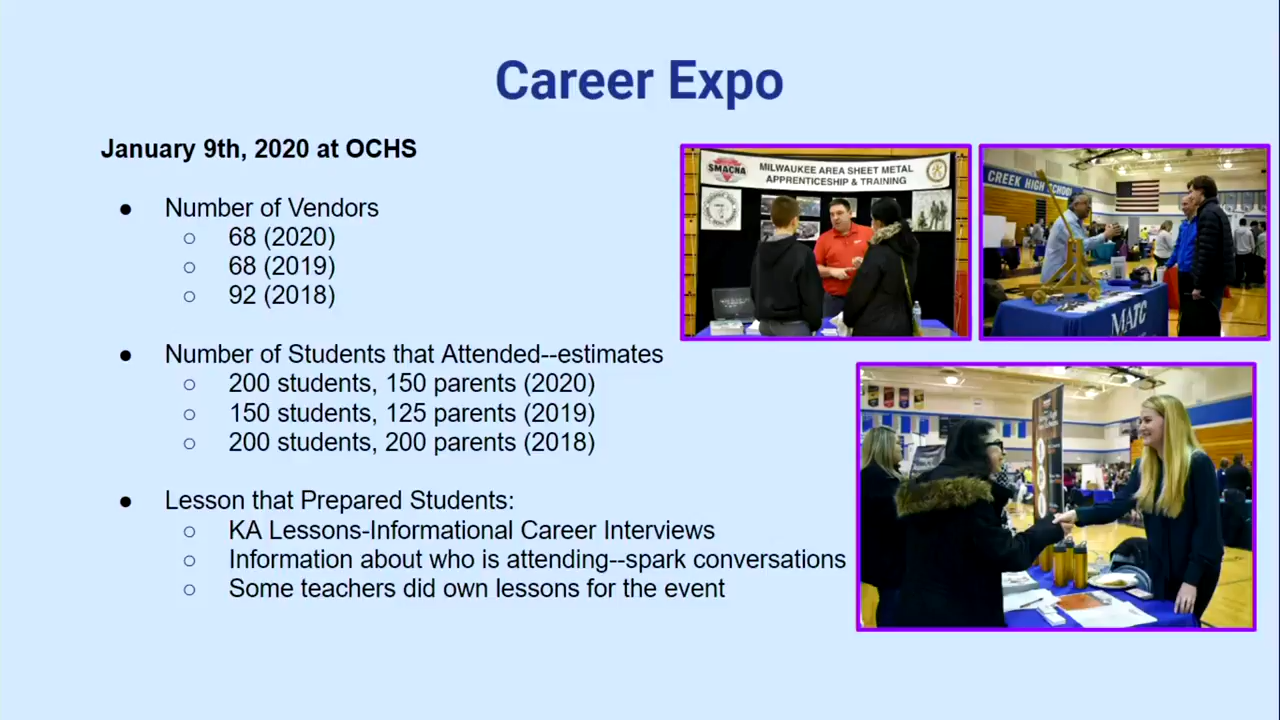 Career Expo
January 9th, 2020 at OCHS
● Number of Vendors
○ 68 (2020)
○ 68 (2019)
○ 92 (2018)
● Number of Students that Attended--estimates
○ 200 students, 150 parents (2020)
○ 150 students, 125 parents (2019)
○ 200 students, 200 parents (2018)
● Lesson that Prepared Students:
○ KA Lessons-Informational Career Interviews
○ Information about who is attending--spark conversations
○ Some teachers did own lessons for the event
SMACNA
MILWAUKEE AREA SHEET METAL
APPRENTICESHIP & TRAINING
CREEK HIGH SCHOOL
MATC